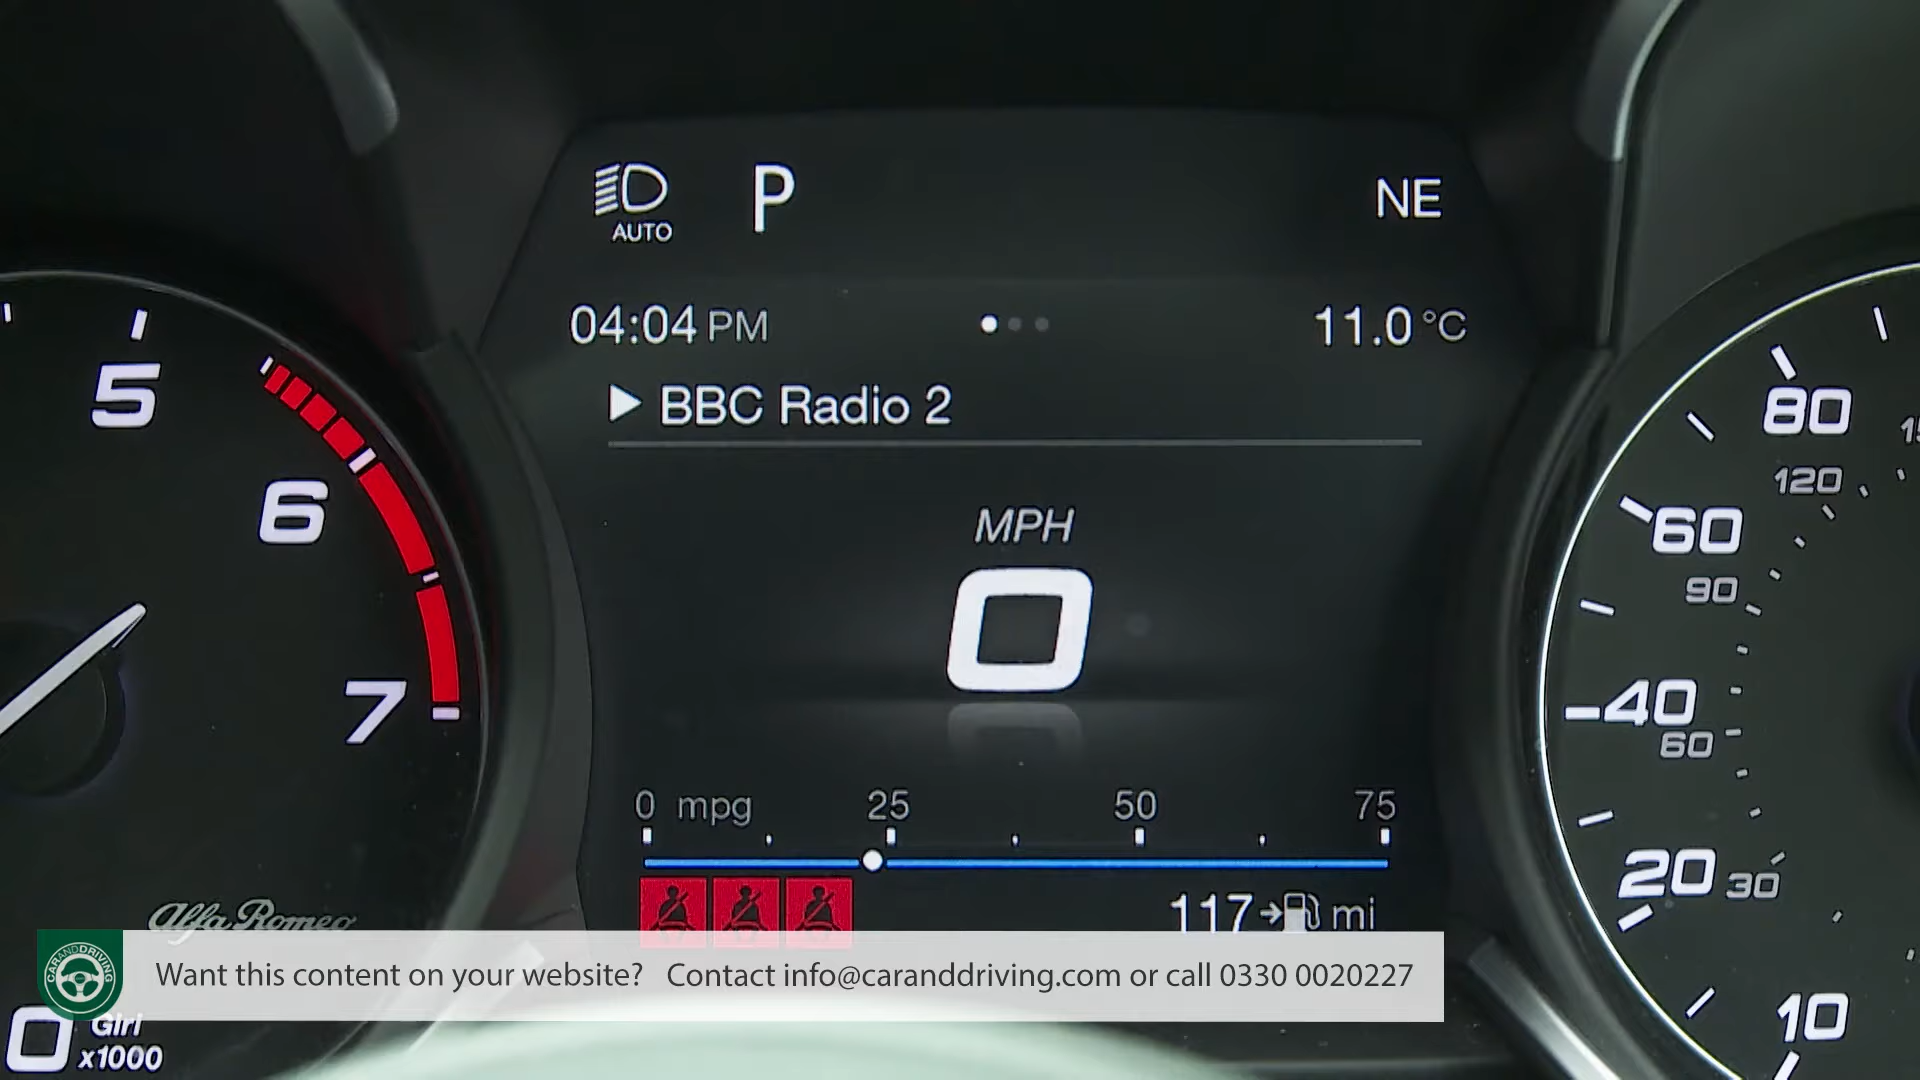 AUTO
P
NE
04:04 PM
11.0 °C
BBC Radio 2
MPH
0
0 mpg 25 50 75
117 mi
5
6
7
Alfa Romeo
0
Giri
x1000
80
120
60
90
40
60
20
30
10
CARANDDRIVING
Want this content on your website? Contact info@caranddriving.com or call 0330 0020227